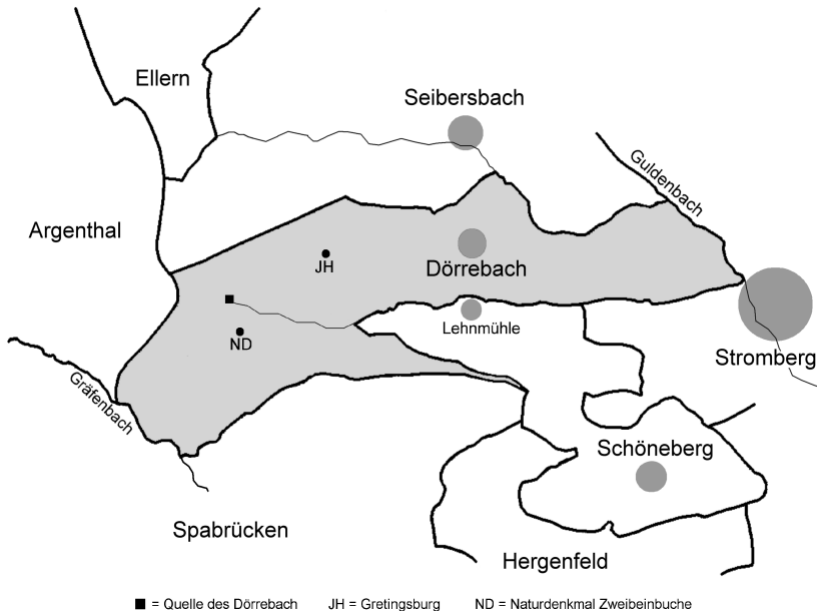 Ellern
Seibersbach
Guldenbach
Argenthal
JH
Dörrebach
Lehnmühle
ND
Stromberg
Gräfenbach
Schöneberg
Spabrücken
Hergenfeld
= Quelle des Dörrebach JH = Gretingsburg ND = Naturdenkmal Zweibeinbuche